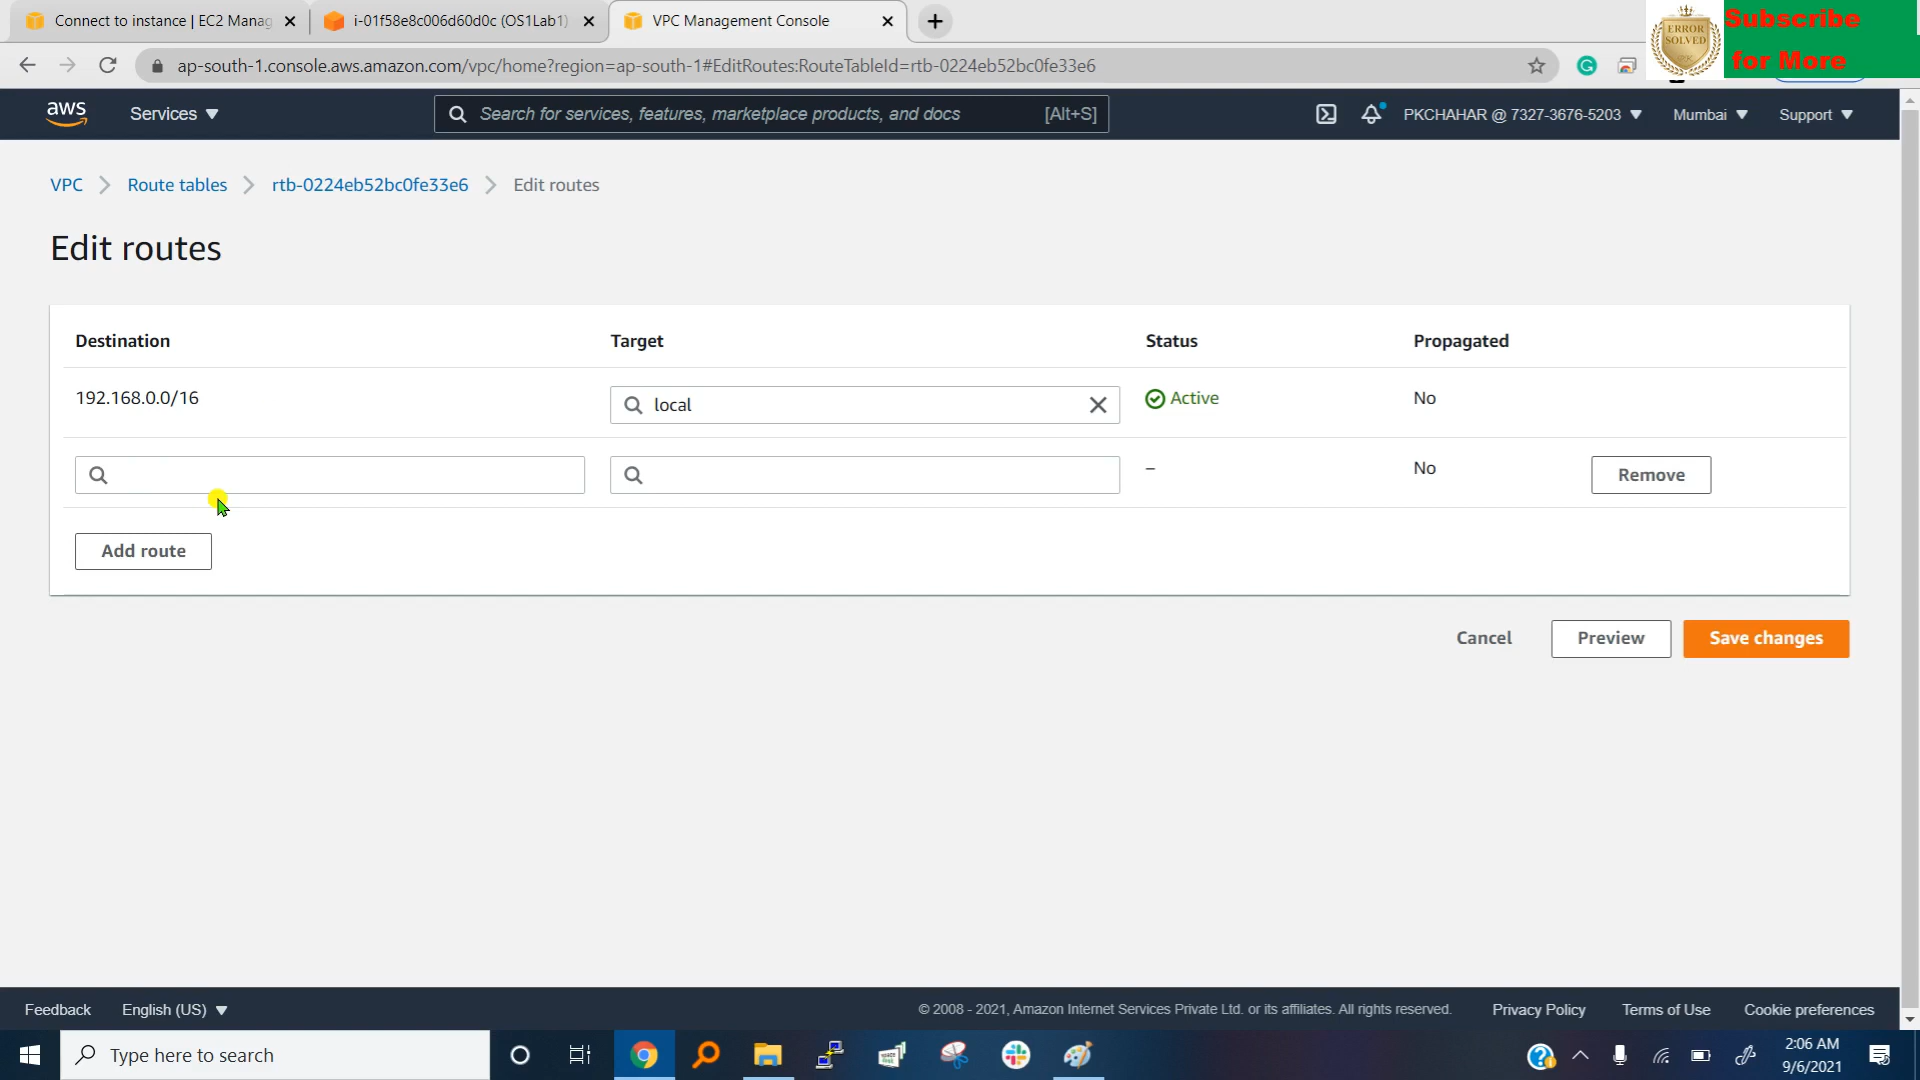 Connect to instance | EC2 Manag
i-01f58e8c006d60d0c (OS1Lab1)
VPC Management Console
ERROR SOLVED
Subscribe
for More
ap-south-1.console.aws.amazon.com/vpc/home?region=ap-south-1#EditRoutes:RouteTableId=rtb-0224eb52bc0fe33e6
aws
Services
Search for services, features, marketplace products, and docs
[Alt+S]
PKCHAHAR @ 7327-3676-5203
Mumbai
Support
VPC
Route tables
rtb-0224eb52bc0fe33e6
Edit routes
Edit routes
Destination
Target
Status
Propagated
192.168.0.0/16
local
Active
No
–
No
Remove
Add route
Cancel
Preview
Save changes
Feedback
English (US)
© 2008 - 2021, Amazon Internet Services Private Ltd. or its affiliates. All rights reserved.
Privacy Policy
Terms of Use
Cookie preferences
Type here to search
2:06 AM
9/6/2021